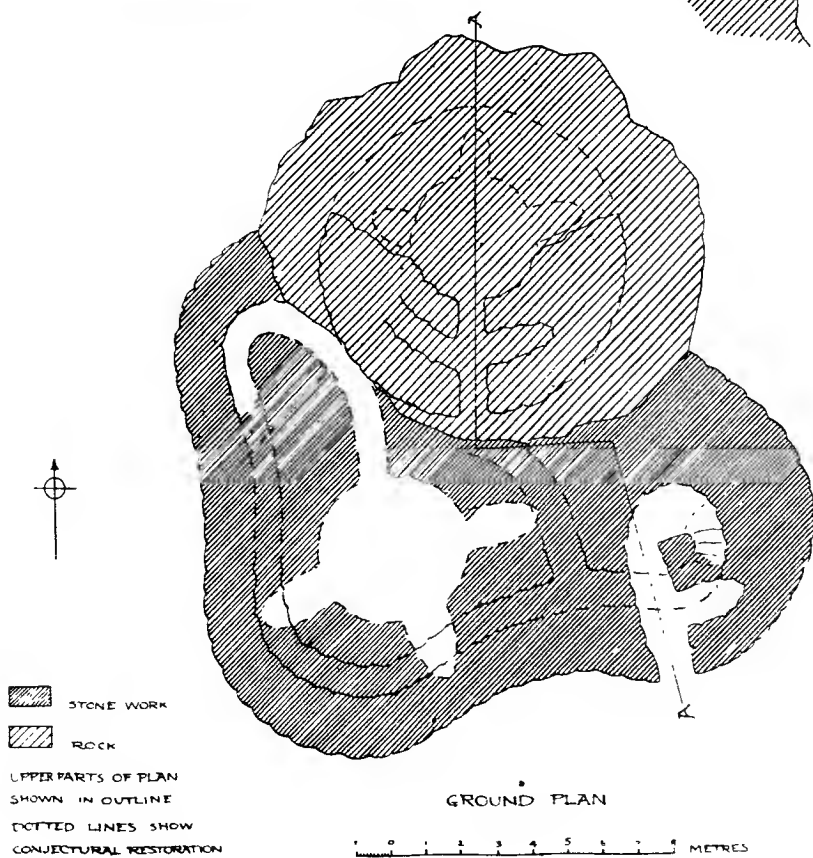 A
A
STONE WORK
ROCK
UPPER PARTS OF PLAN
SHOWN IN OUTLINE
DOTTED LINES SHOW
CONJECTURAL RESTORATION
GROUND PLAN
1 0 1 2 3 4 5 6 7 8 METRES